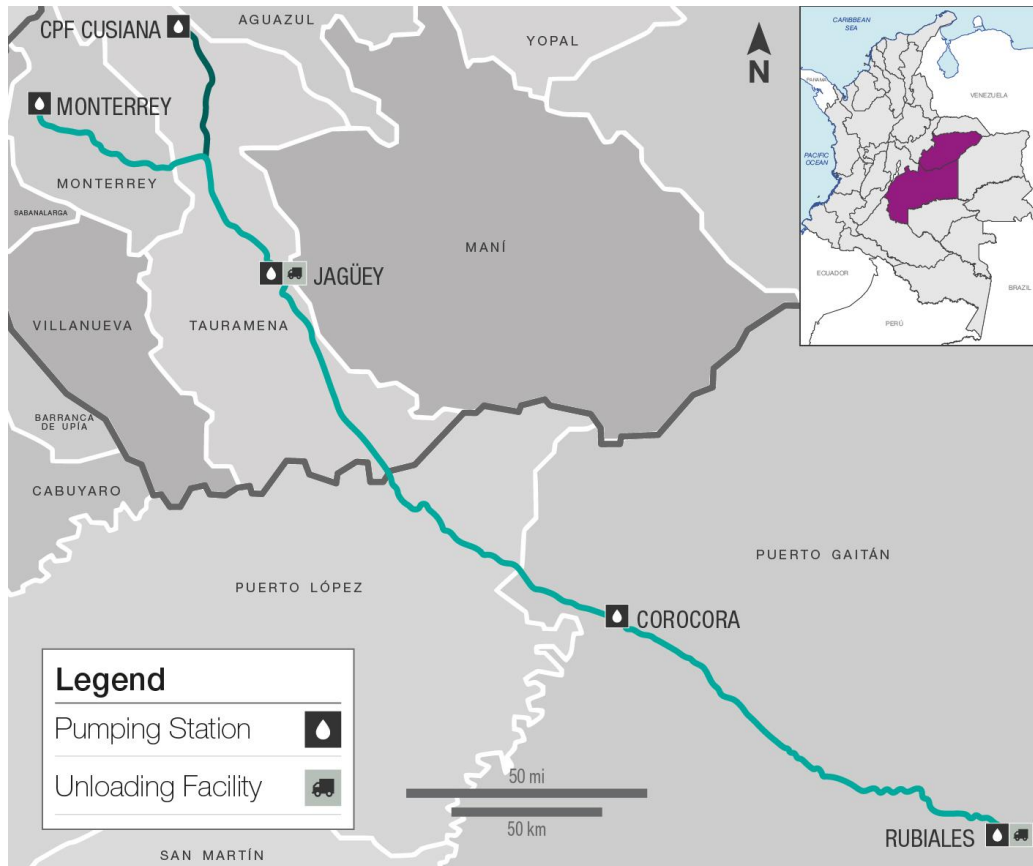 CPF CUSIANA
AGUAZUL
YOPAL
N
MONTERREY
MONTERREY
SABANALARGA
MANÍ
JAGÜEY
VILLANUEVA
TAURAMENA
BARRANCA
DE UPÍA
CABUYARO
PUERTO LÓPEZ
PUERTO GAITÁN
COROCORA
RUBIALES
SAN MARTÍN
50 mi
50 km
Legend
Pumping Station
Unloading Facility
CARIBBEAN
SEA
PANAMÁ
VENEZUELA
PACIFIC
OCEAN
ECUADOR
BRAZIL
PERÚ